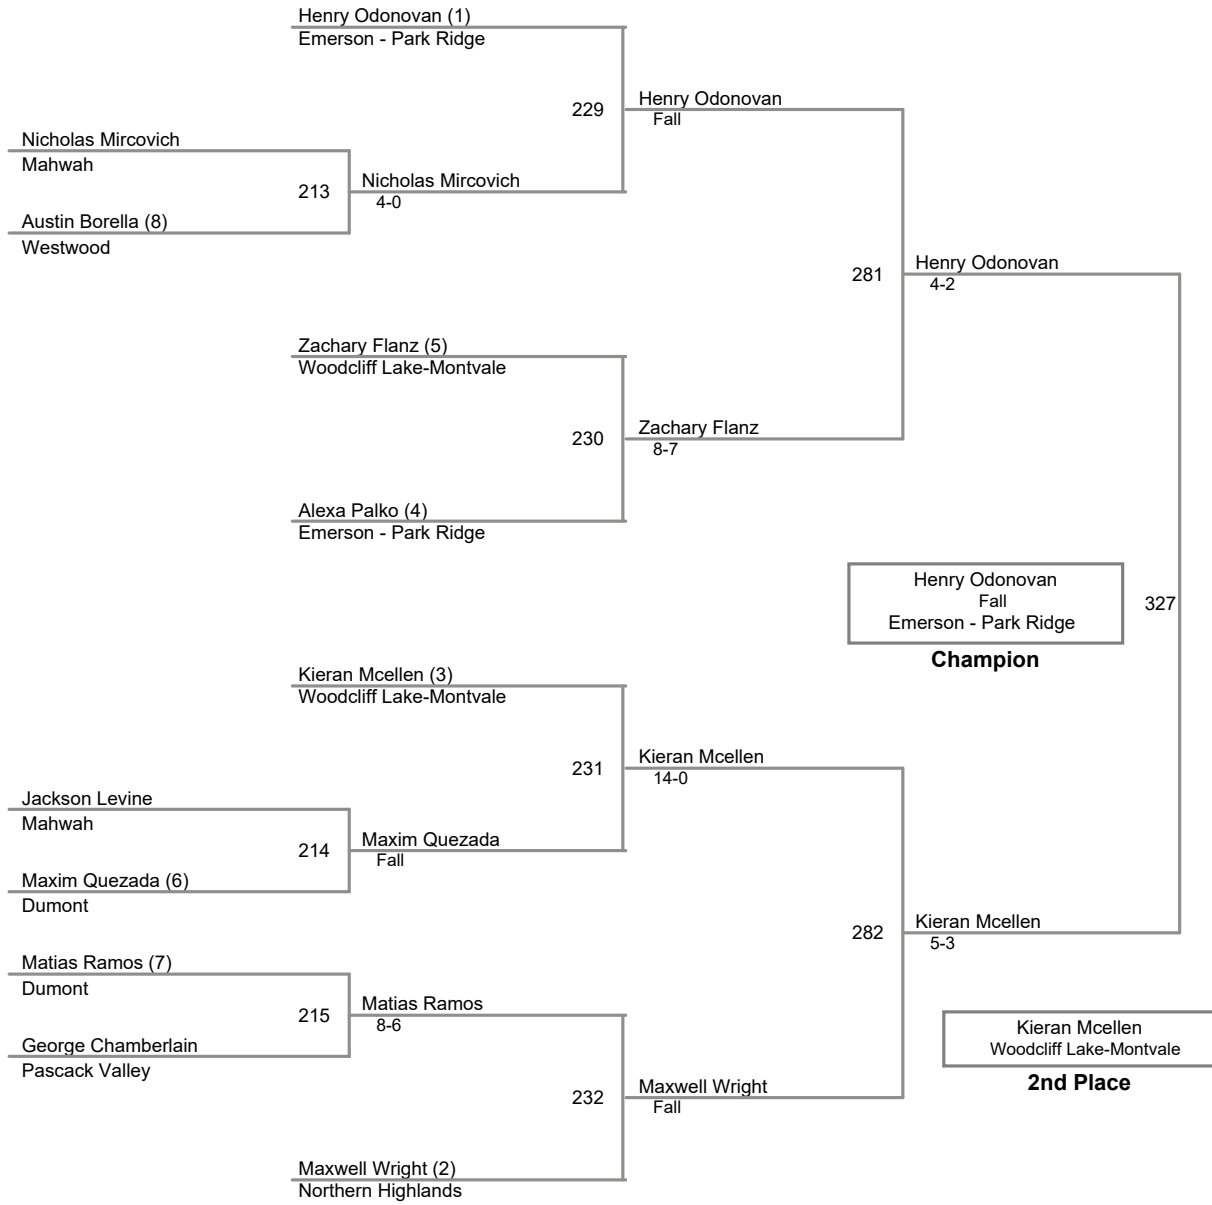 Henry Odonovan (1)
Emerson - Park Ridge
229
Henry Odonovan
Fall
Nicholas Mircovich
Mahwah
213
Nicholas Mircovich
4-0
Austin Borella (8)
Westwood
281
Henry Odonovan
4-2
Zachary Flanz (5)
Woodcliff Lake-Montvale
230
Zachary Flanz
8-7
Alexa Palko (4)
Emerson - Park Ridge
Henry Odonovan
Fall
Emerson - Park Ridge
Champion
327
Kieran Mcellen (3)
Woodcliff Lake-Montvale
231
Kieran Mcellen
14-0
Jackson Levine
Mahwah
214
Maxim Quezada
Fall
Maxim Quezada (6)
Dumont
282
Kieran Mcellen
5-3
Matias Ramos (7)
Dumont
215
Matias Ramos
8-6
George Chamberlain
Pascack Valley
Kieran Mcellen
Woodcliff Lake-Montvale
2nd Place
232
Maxwell Wright
Fall
Maxwell Wright (2)
Northern Highlands